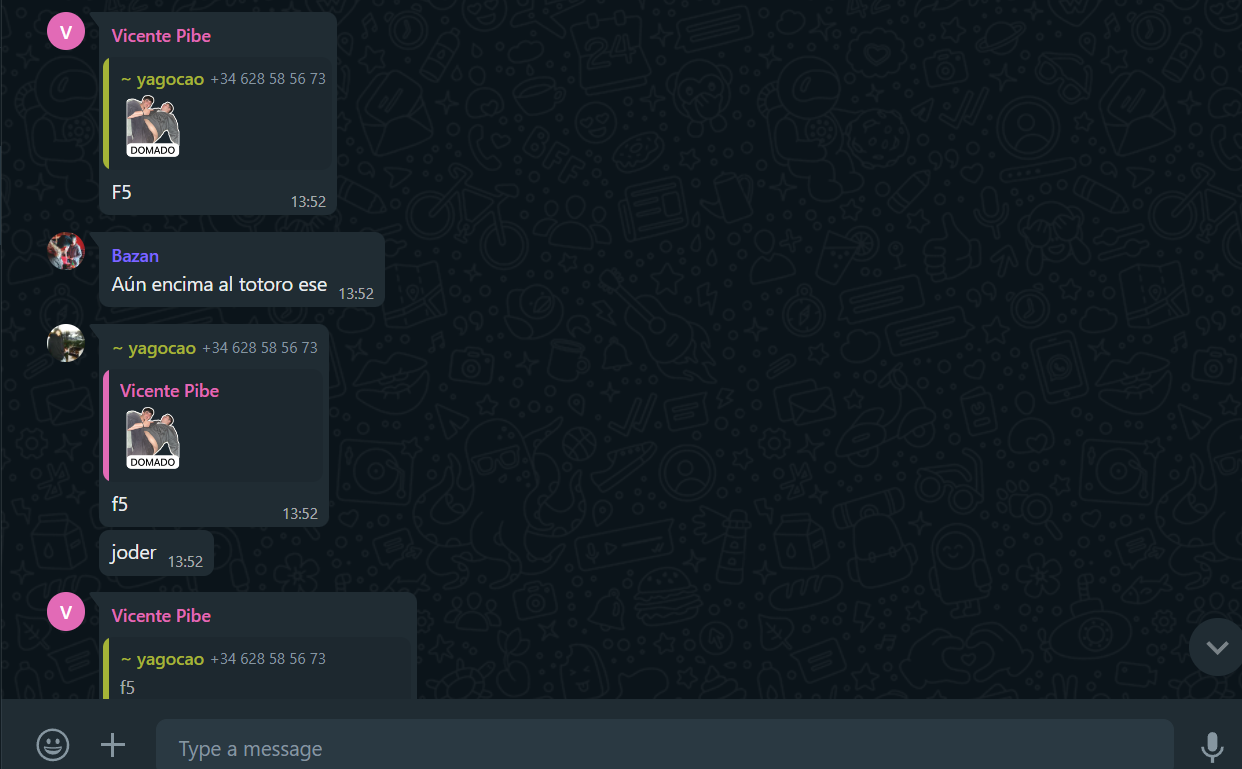 V
Vicente Pibe
~ yagocao +34 628 58 56 73
DOMADO
F5
13:52
Bazan
Aún encima al totoro ese 13:52
~ yagocao +34 628 58 56 73
Vicente Pibe
DOMADO
f5
13:52
joder 13:52
V
Vicente Pibe
~ yagocao +34 628 58 56 73
f5
Type a message